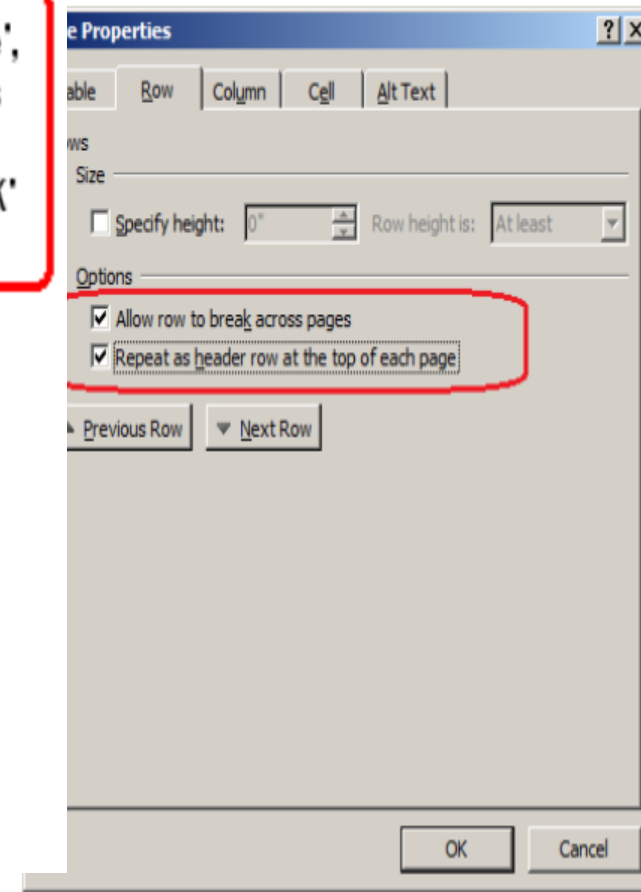 e Properties
able Row Column Cell Alt Text
ws
Size
Specify height: 0" Row height is: At least
Options
Allow row to break across pages
Repeat as header row at the top of each page
Previous Row Next Row
OK Cancel